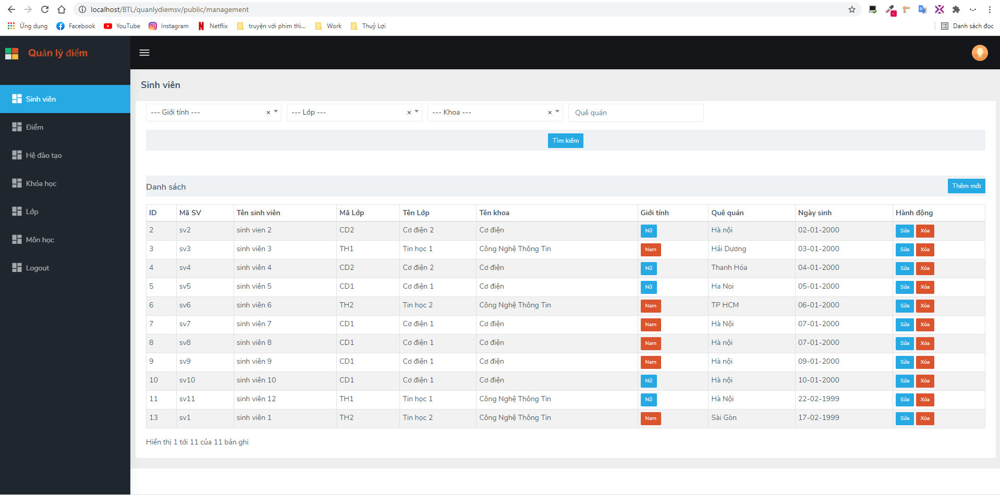 localhost/BTL/quanlydiemsv/public/management
Ứng dụng Facebook YouTube Instagram Netflix truyện với phim thì... Work Thuỷ Lợi Danh sách đọc
Quản lý điểm
Sinh viên
Điểm
Hệ đào tạo
Khóa học
Lớp
Môn học
Logout
Sinh viên
--- Giới tính --- × --- Lớp --- × --- Khoa --- × Quê quán
Tìm kiếm
Danh sách Thêm mới
ID Mã SV Tên sinh viên Mã Lớp Tên Lớp Tên khoa Giới tính Quê quán Ngày sinh Hành động
2 sv2 sinh vien 2 CD2 Cơ điện 2 Cơ điện Nữ Hà nội 02-01-2000 Sửa Xóa
3 sv3 sinh viên 3 TH1 Tin học 1 Công Nghệ Thông Tin Nam Hải Dương 03-01-2000 Sửa Xóa
4 sv4 sinh viên 4 CD2 Cơ điện 2 Cơ điện Nữ Thanh Hóa 04-01-2000 Sửa Xóa
5 sv5 sinh viên 5 CD1 Cơ điện 1 Cơ điện Nữ Ha Noi 05-01-2000 Sửa Xóa
6 sv6 sinh viên 6 TH2 Tin học 2 Công Nghệ Thông Tin Nam TP HCM 06-01-2000 Sửa Xóa
7 sv7 sinh viên 7 CD1 Cơ điện 1 Cơ điện Nam Hà Nội 07-01-2000 Sửa Xóa
8 sv8 sinh viên 8 CD1 Cơ điện 1 Cơ điện Nam Hà nội 07-01-2000 Sửa Xóa
9 sv9 sinh viên 9 CD1 Cơ điện 1 Cơ điện Nam Hà nội 09-01-2000 Sửa Xóa
10 sv10 sinh viên 10 CD1 Cơ điện 1 Cơ điện Nữ Hà nội 10-01-2000 Sửa Xóa
11 sv11 sinh viên 12 TH1 Tin học 1 Công Nghệ Thông Tin Nữ Hà Nội 22-02-1999 Sửa Xóa
13 sv1 sinh viên 1 TH2 Tin học 2 Công Nghệ Thông Tin Nam Sài Gòn 17-02-1999 Sửa Xóa
Hiển thị 1 tới 11 của 11 bản ghi